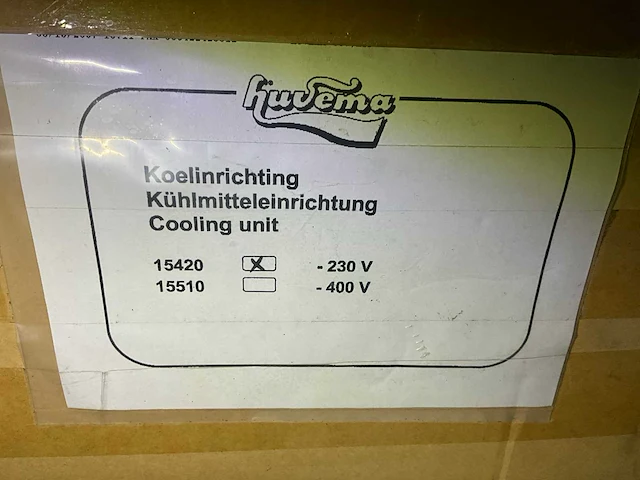 huvema
Koelinrichting
Kühlmitteleinrichtung
Cooling unit
15420 X - 230 V
15510 - 400 V